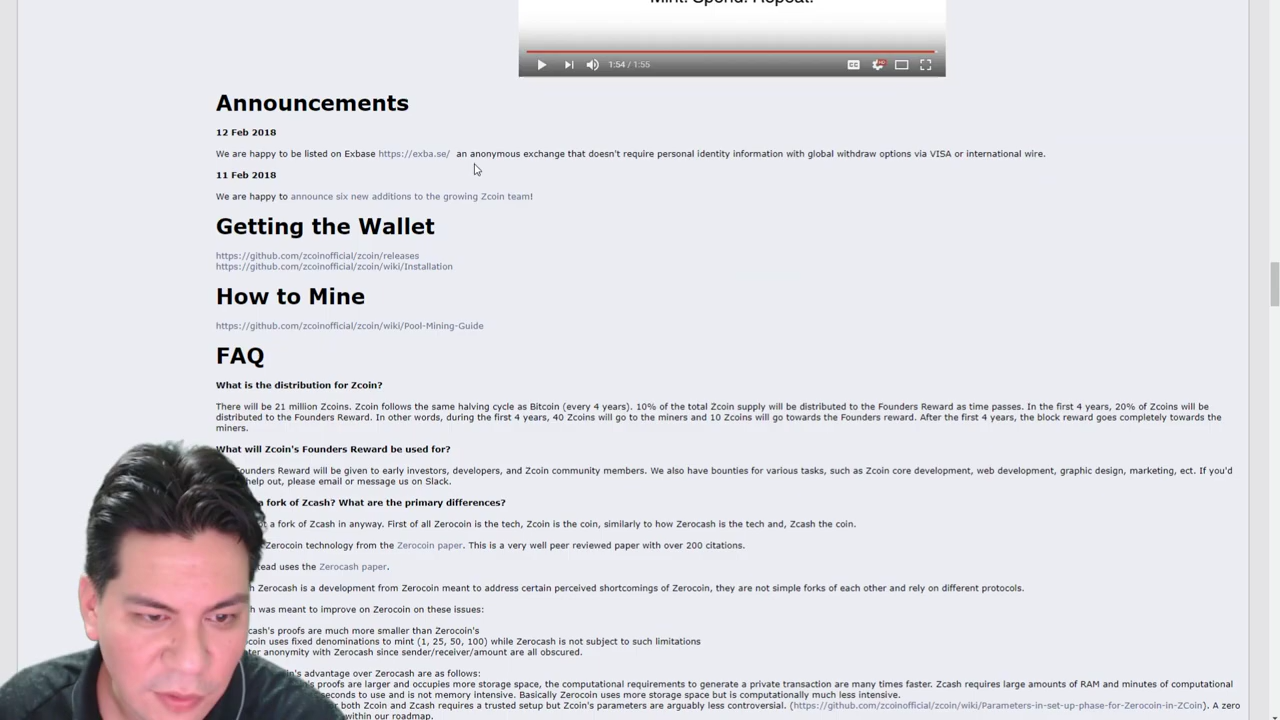 Mint. Spend. Repeat.
1:54 / 1:55
Announcements
12 Feb 2018
We are happy to be listed on Exbase https://exba.se/ an anonymous exchange that doesn't require personal identity information with global withdraw options via VISA or international wire.
11 Feb 2018
We are happy to announce six new additions to the growing Zcoin team!
Getting the Wallet
https://github.com/zcoinofficial/zcoin/releases
https://github.com/zcoinofficial/zcoin/wiki/Installation
How to Mine
https://github.com/zcoinofficial/zcoin/wiki/Pool-Mining-Guide
FAQ
What is the distribution for Zcoin?
There will be 21 million Zcoins. Zcoin follows the same halving cycle as Bitcoin (every 4 years). 10% of the total Zcoin supply will be distributed to the Founders Reward as time passes. In the first 4 years, 20% of Zcoins will be
distributed to the Founders Reward. In other words, during the first 4 years, 40 Zcoins will go to the miners and 10 Zcoins will go towards the Founders reward. After the first 4 years, the block reward goes completely towards the
miners.
What will Zcoin's Founders Reward be used for?
Founders Reward will be given to early investors, developers, and Zcoin community members. We also have bounties for various tasks, such as Zcoin core development, web development, graphic design, marketing, ect. If you'd
help out, please email or message us on Slack.
a fork of Zcash? What are the primary differences?
a fork of Zcash in anyway. First of all Zerocoin is the tech, Zcoin is the coin, similarly to how Zerocash is the tech and, Zcash the coin.
Zerocoin technology from the Zerocoin paper. This is a very well peer reviewed paper with over 200 citations.
uses the Zerocash paper.
Zerocash is a development from Zerocoin meant to address certain perceived shortcomings of Zerocoin, they are not simple forks of each other and rely on different protocols.
was meant to improve on Zerocoin on these issues:
proofs are much more smaller than Zerocoin's
uses fixed denominations to mint (1, 25, 50, 100) while Zerocash is not subject to such limitations
anonymity with Zerocash since sender/receiver/amount are all obscured.
advantage over Zerocash are as follows:
proofs are larger and occupies more storage space, the computational requirements to generate a private transaction are many times faster. Zcash requires large amounts of RAM and minutes of computational
seconds to use and is not memory intensive. Basically Zerocoin uses more storage space but is computationally much less intensive.
both Zcoin and Zcash requires a trusted setup but Zcoin's parameters are arguably less controversial. (https://github.com/zcoinofficial/zcoin/wiki/Parameters-in-set-up-phase-for-Zerocoin-in-ZCoin). A zero
within our roadmap.